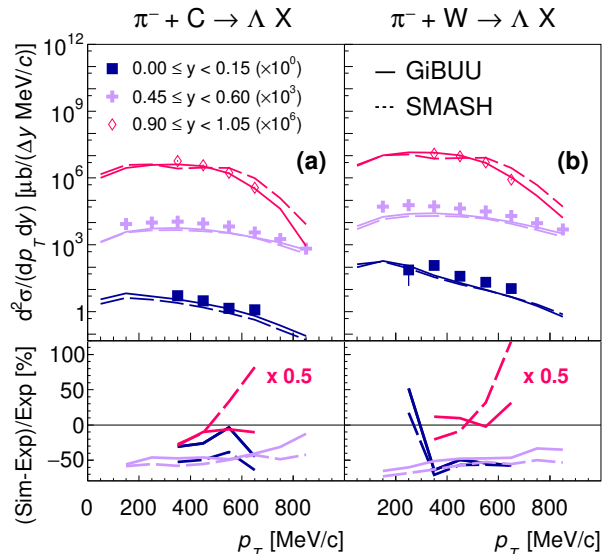 π⁻ + C → Λ X
π⁻ + W → Λ X
d²σ/(dp_T dy) [μb/(Δy MeV/c)]
10¹²
10⁹
10⁶
10³
1
0.00 ≤ y < 0.15 (×10⁰)
0.45 ≤ y < 0.60 (×10³)
0.90 ≤ y < 1.05 (×10⁶)
(a)
GiBUU
SMASH
(b)
(Sim-Exp)/Exp [%]
100
50
0
−50
x 0.5
x 0.5
0 200 400 600 800
200 400 600 800
p_T [MeV/c]
p_T [MeV/c]